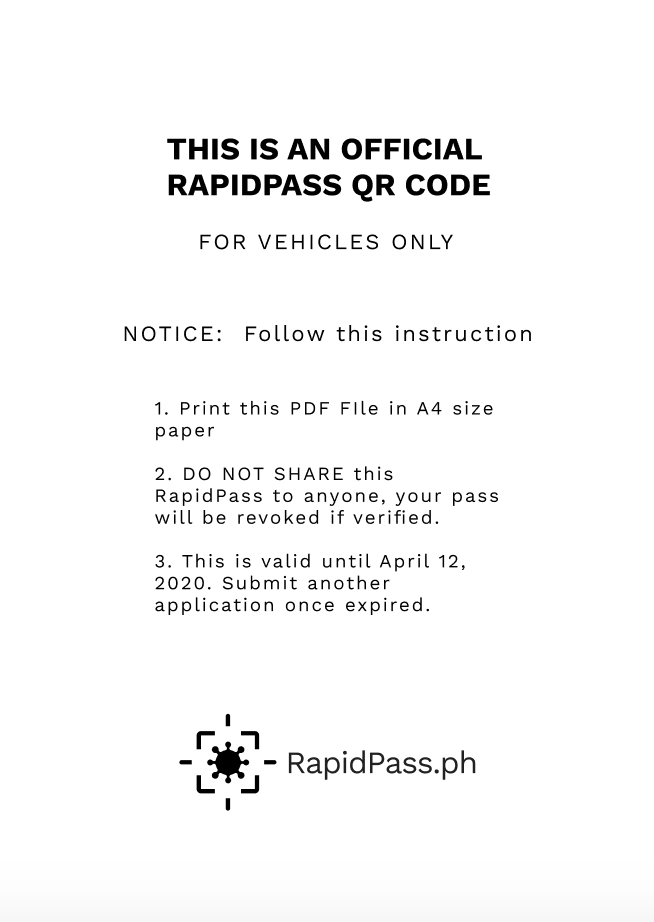 THIS IS AN OFFICIAL
RAPIDPASS QR CODE
FOR VEHICLES ONLY
NOTICE: Follow this instruction
1. Print this PDF FIle in A4 size
paper
2. DO NOT SHARE this
RapidPass to anyone, your pass
will be revoked if verified.
3. This is valid until April 12,
2020. Submit another
application once expired.
RapidPass.ph